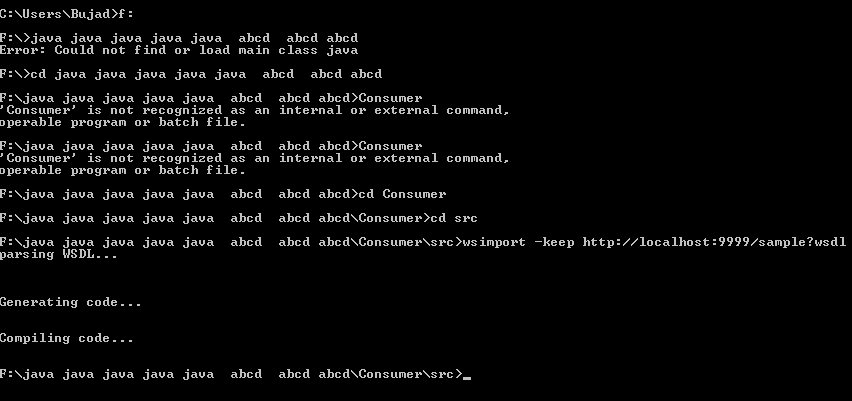 C:\Users\Bujad>f:
F:\>java java java java java  abcd  abcd abcd
Error: Could not find or load main class java
F:\>cd java java java java java  abcd  abcd abcd
F:\java java java java java  abcd  abcd abcd>Consumer
'Consumer' is not recognized as an internal or external command,
operable program or batch file.
F:\java java java java java  abcd  abcd abcd>Consumer
'Consumer' is not recognized as an internal or external command,
operable program or batch file.
F:\java java java java java  abcd  abcd abcd>cd Consumer
F:\java java java java java  abcd  abcd abcd\Consumer>cd src
F:\java java java java java  abcd  abcd abcd\Consumer\src>wsimport -keep http://localhost:9999/sample?wsdl
parsing WSDL...
Generating code...
Compiling code...
F:\java java java java java  abcd  abcd abcd\Consumer\src>_